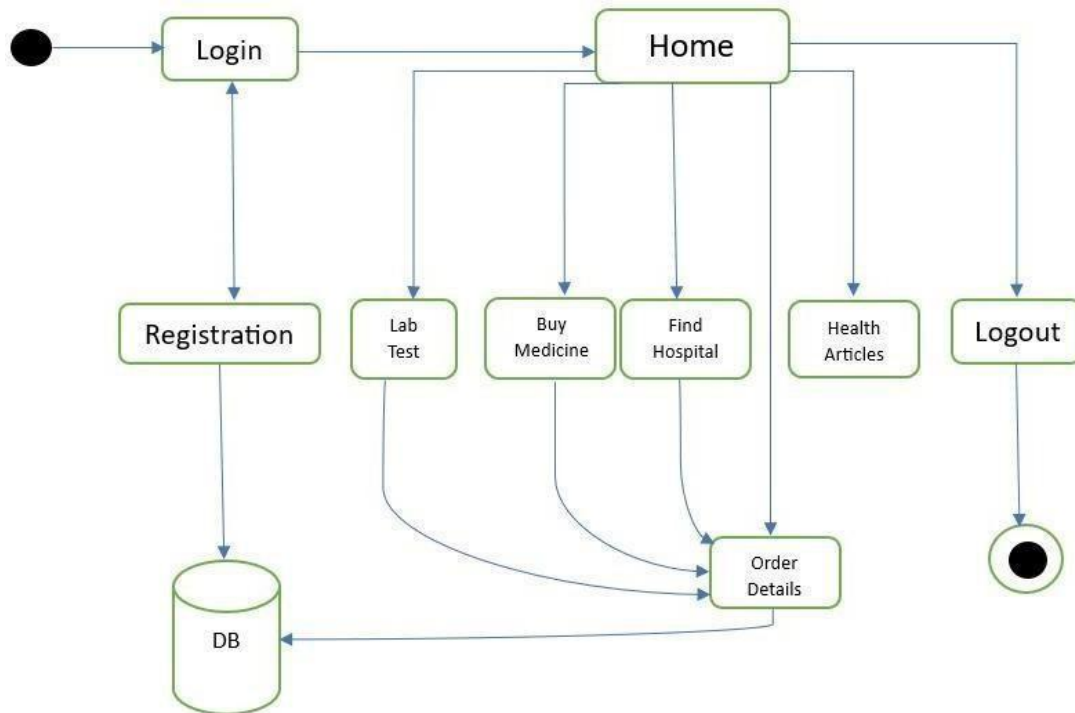 Login
Home
Registration
Lab
Test
Buy
Medicine
Find
Hospital
Health
Articles
Logout
Order
Details
DB